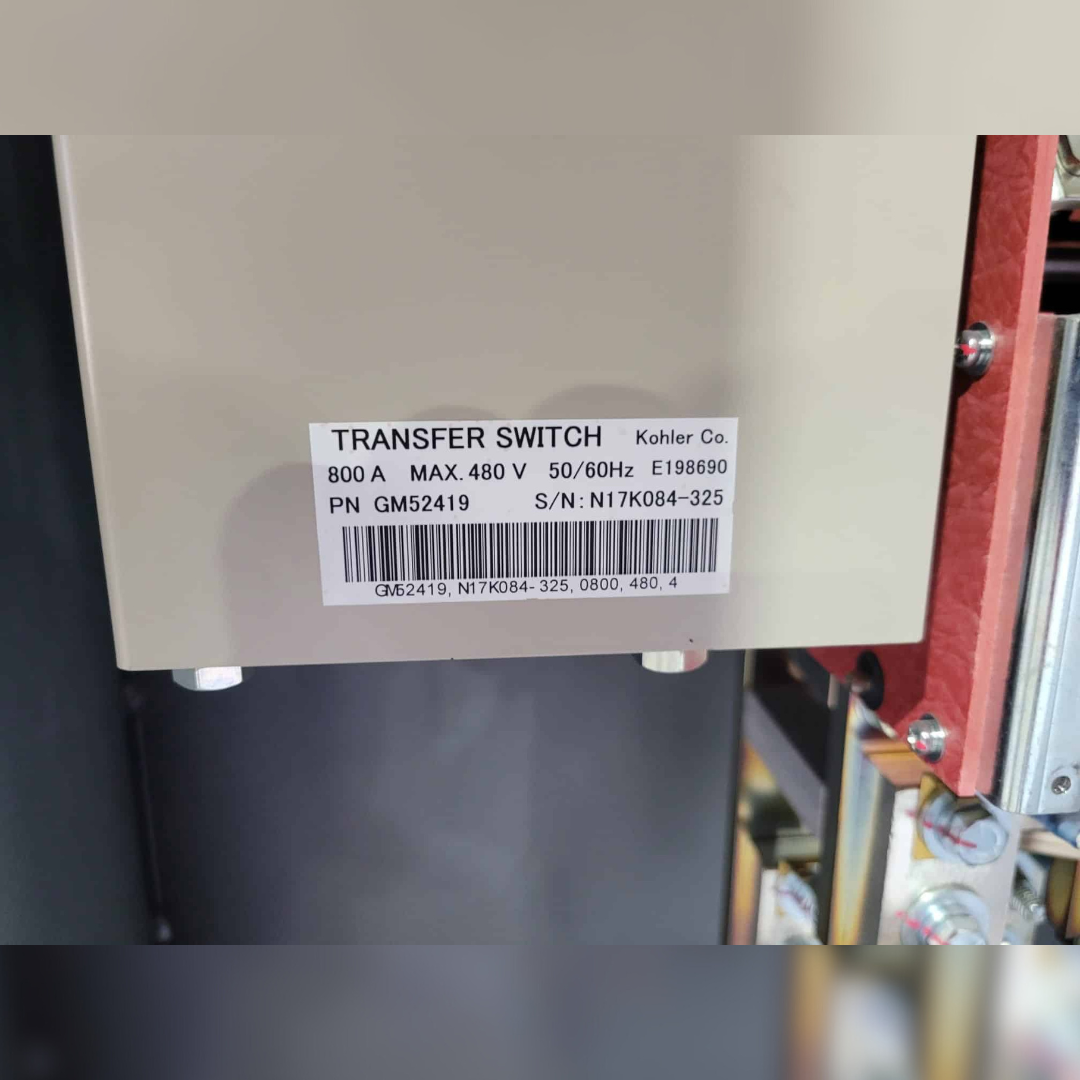 TRANSFER SWITCH Kohler Co.
800 A MAX. 480 V 50/60Hz E198690
PN GM52419 S/N: N17K084-325
GM52419, N17K084-325, 0800, 480, 4